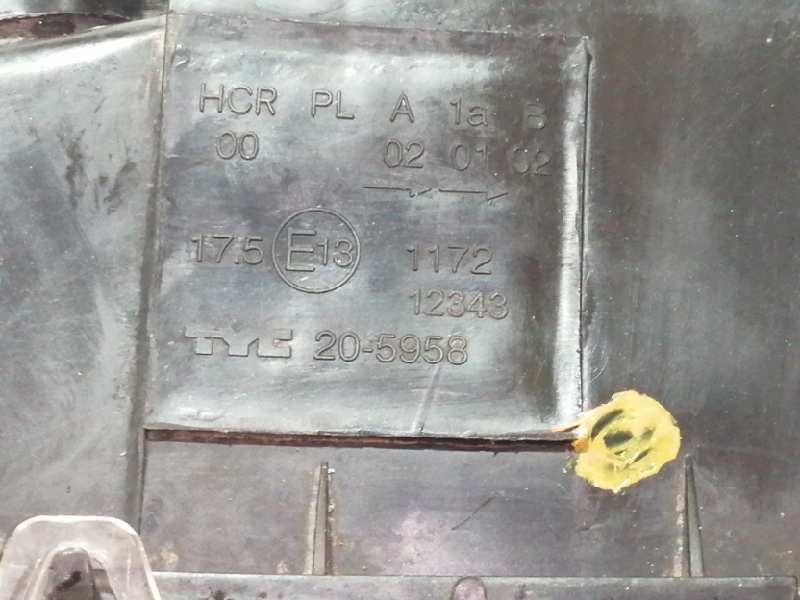 HCR PL A 1a B
00 02 01 02
17.5 E13 1172
12343
TYC 20-5958